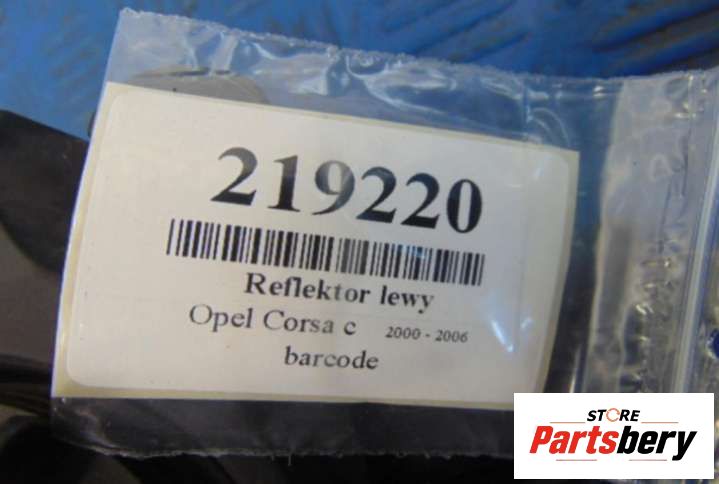 219220
Reflektor lewy
Opel Corsa c 2000 - 2006
barcode
STORE
Partsbery